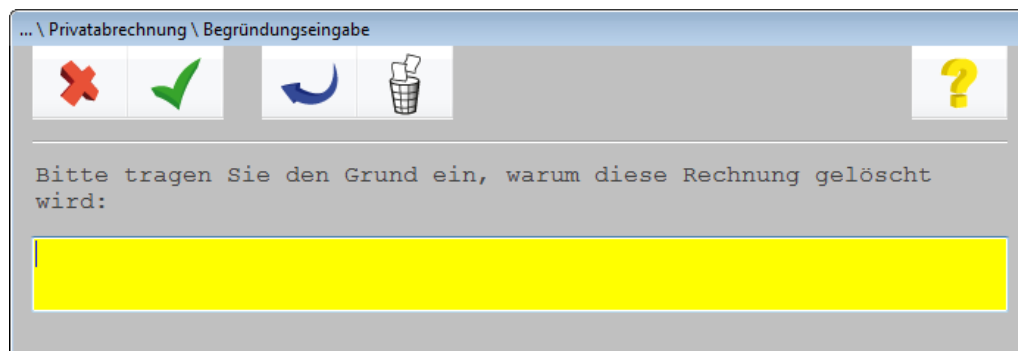 ... \ Privatabrechnung \ Begründungseingabe
Bitte tragen Sie den Grund ein, warum diese Rechnung gelöscht
wird: